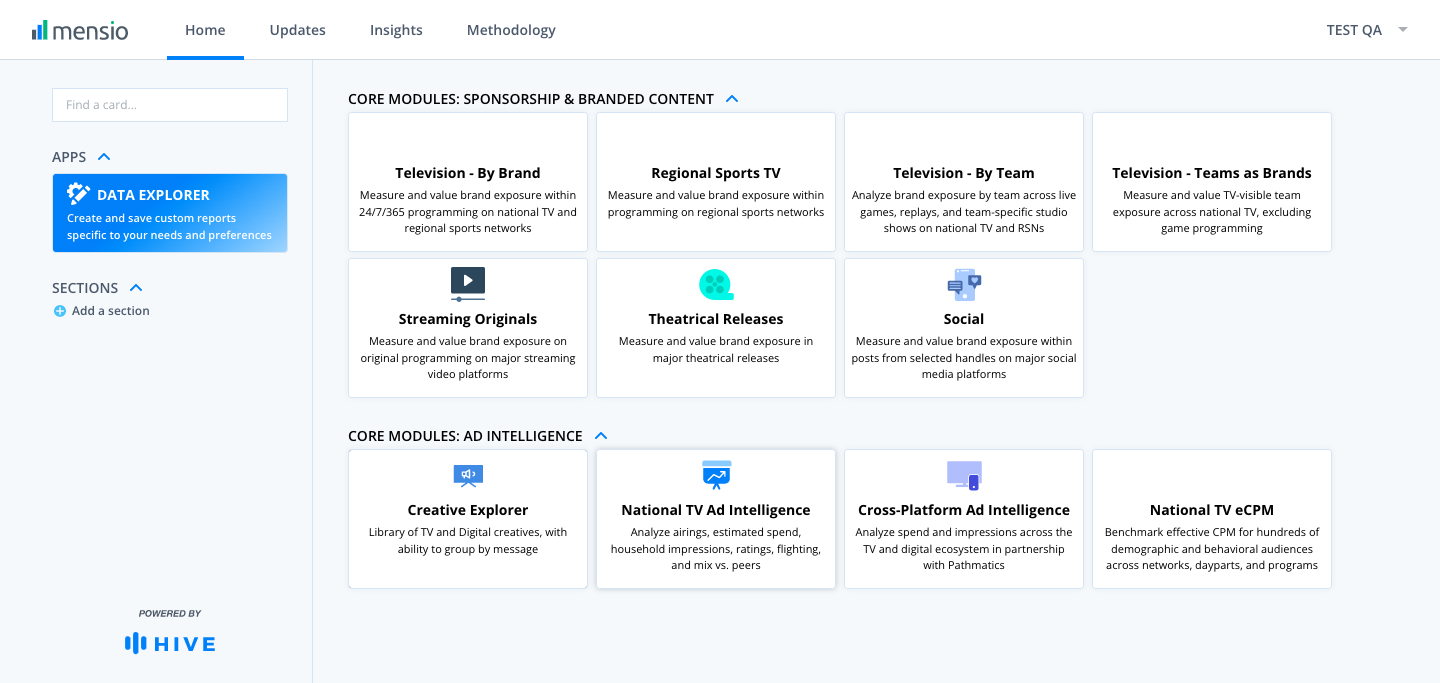 mensio
Home
Updates
Insights
Methodology
TEST QA
Find a card...
APPS
DATA EXPLORER
Create and save custom reports
specific to your needs and preferences
SECTIONS
Add a section
POWERED BY
HIVE
CORE MODULES: SPONSORSHIP & BRANDED CONTENT
Television - By Brand
Measure and value brand exposure within
24/7/365 programming on national TV and
regional sports networks
Regional Sports TV
Measure and value brand exposure within
programming on regional sports networks
Television - By Team
Analyze brand exposure by team across live
games, replays, and team-specific studio
shows on national TV and RSNs
Television - Teams as Brands
Measure and value TV-visible team
exposure across national TV, excluding
game programming
Streaming Originals
Measure and value brand exposure on
original programming on major streaming
video platforms
Theatrical Releases
Measure and value brand exposure in
major theatrical releases
Social
Measure and value brand exposure within
posts from selected handles on major social
media platforms
CORE MODULES: AD INTELLIGENCE
Creative Explorer
Library of TV and Digital creatives, with
ability to group by message
National TV Ad Intelligence
Analyze airings, estimated spend,
household impressions, ratings, flighting,
and mix vs. peers
Cross-Platform Ad Intelligence
Analyze spend and impressions across the
TV and digital ecosystem in partnership
with Pathmatics
National TV eCPM
Benchmark effective CPM for hundreds of
demographic and behavioral audiences
across networks, dayparts, and programs